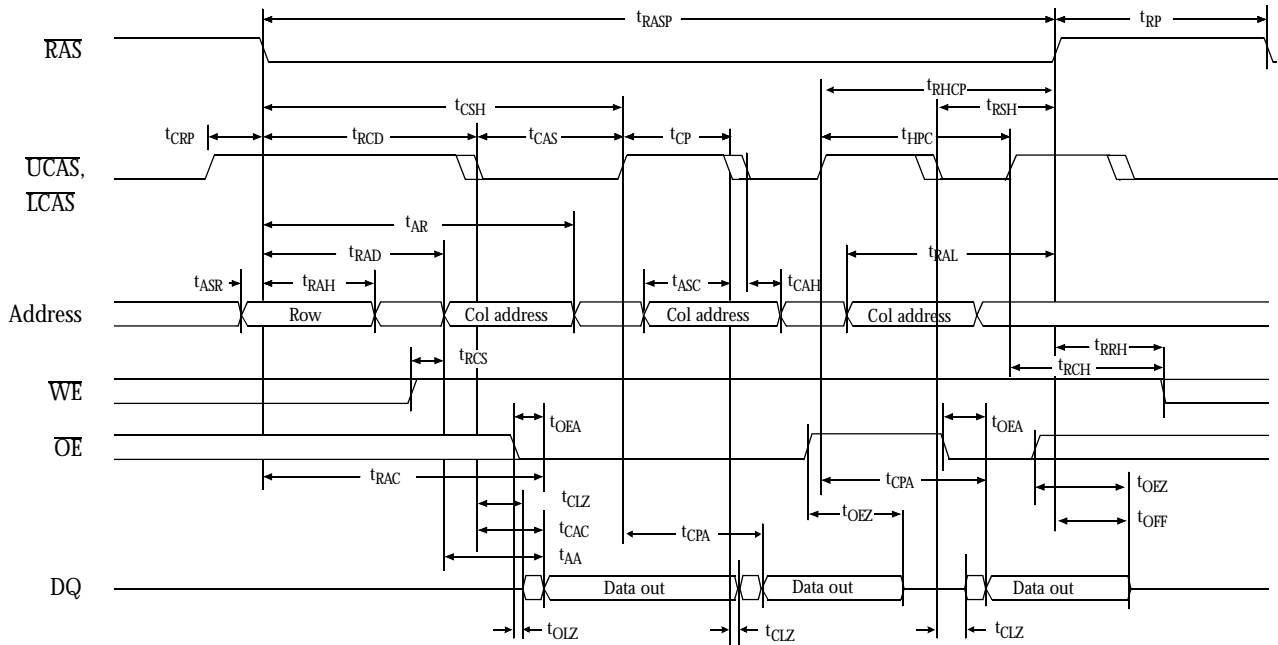 tRASP tRP
RAS
tRHCP
tCSH tRSH
tCRP tRCD tCAS tCP tHPC
UCAS,
LCAS
tAR
tRAD tRAL
tASR tRAH tASC tCAH
Address Row Col address Col address Col address
tRCS tRRH
tRCH
WE
tOEA tOEA
OE
tRAC tCPA
tCLZ tOEZ
tOEZ
tCAC tCPA tOFF
tAA
DQ Data out Data out Data out
tOLZ tCLZ tCLZ